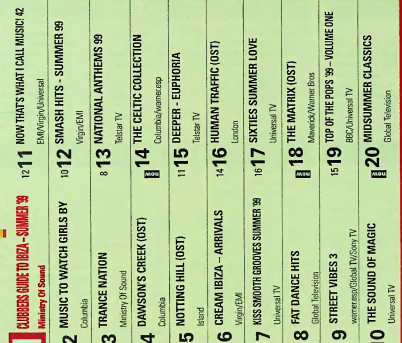 CLUBBERS GUIDE TO IBIZA – SUMMER '99
Ministry Of Sound
2 MUSIC TO WATCH GIRLS BY
Columbia
3 TRANCE NATION
Ministry Of Sound
4 DAWSON'S CREEK (OST)
Columbia
5 NOTTING HILL (OST)
Island
6 CREAM IBIZA – ARRIVALS
Virgin/EMI
7 KISS SMOOTH GROOVES SUMMER '99
Universal TV
8 FAT DANCE HITS
Global Television
9 STREET VIBES 3
warner.esp/Global TV/Sony TV
10 THE SOUND OF MAGIC
Universal TV
12 11 NOW THAT'S WHAT I CALL MUSIC! 42
EMI/Virgin/Universal
10 12 SMASH HITS - SUMMER '99
Virgin/EMI
8 13 NATIONAL ANTHEMS 99
Telstar TV
NEW 14 THE CELTIC COLLECTION
Columbia/warner.esp
11 15 DEEPER - EUPHORIA
Telstar TV
14 16 HUMAN TRAFFIC (OST)
London
16 17 SIXTIES SUMMER LOVE
Universal TV
NEW 18 THE MATRIX (OST)
Maverick/Warner Bros
15 19 TOP OF THE POPS '99 – VOLUME ONE
BBC/Universal TV
NEW 20 MIDSUMMER CLASSICS
Global Television